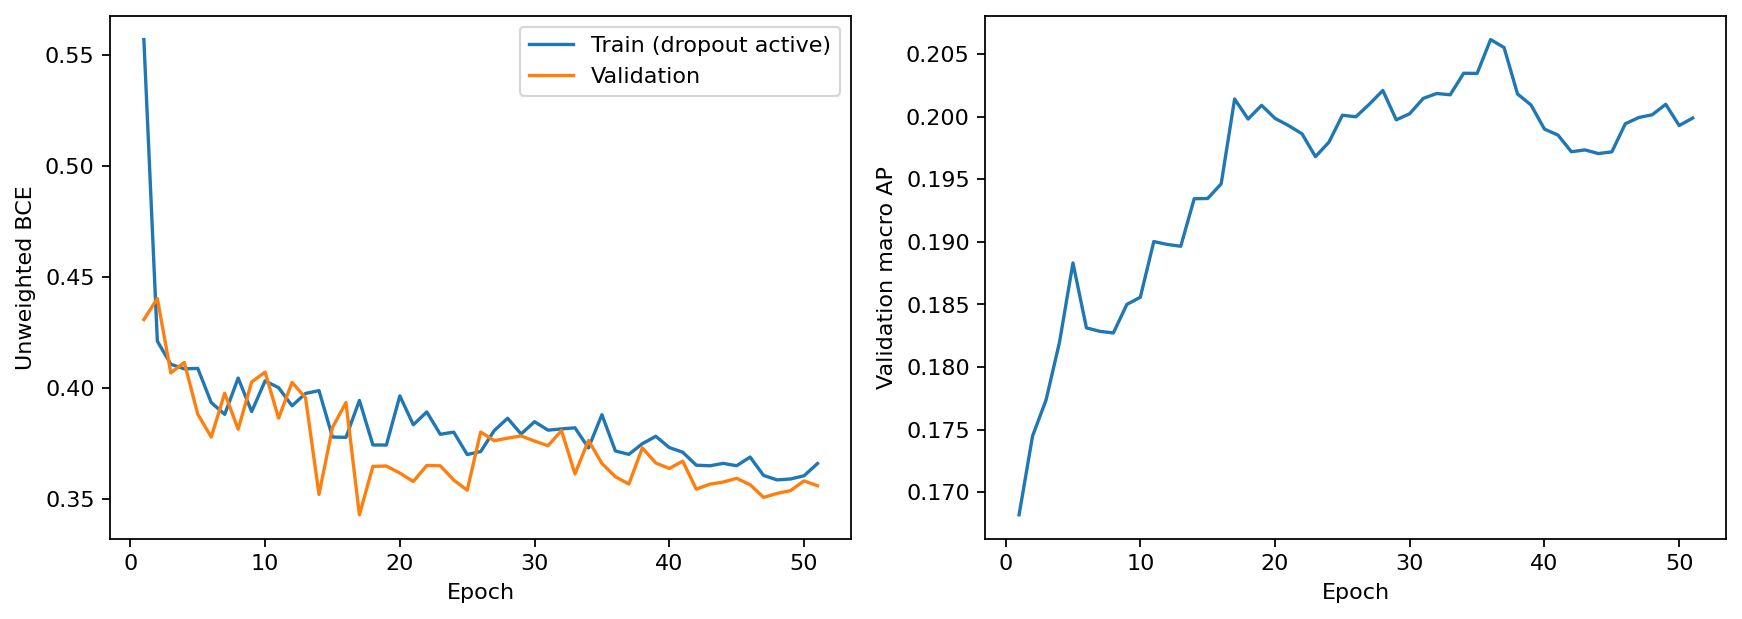 0.55
0.50
0.45
0.40
0.35
Unweighted BCE
Train (dropout active)
Validation
0 10 20 30 40 50
Epoch
0.205
0.200
0.195
0.190
0.185
0.180
0.175
0.170
Validation macro AP
0 10 20 30 40 50
Epoch